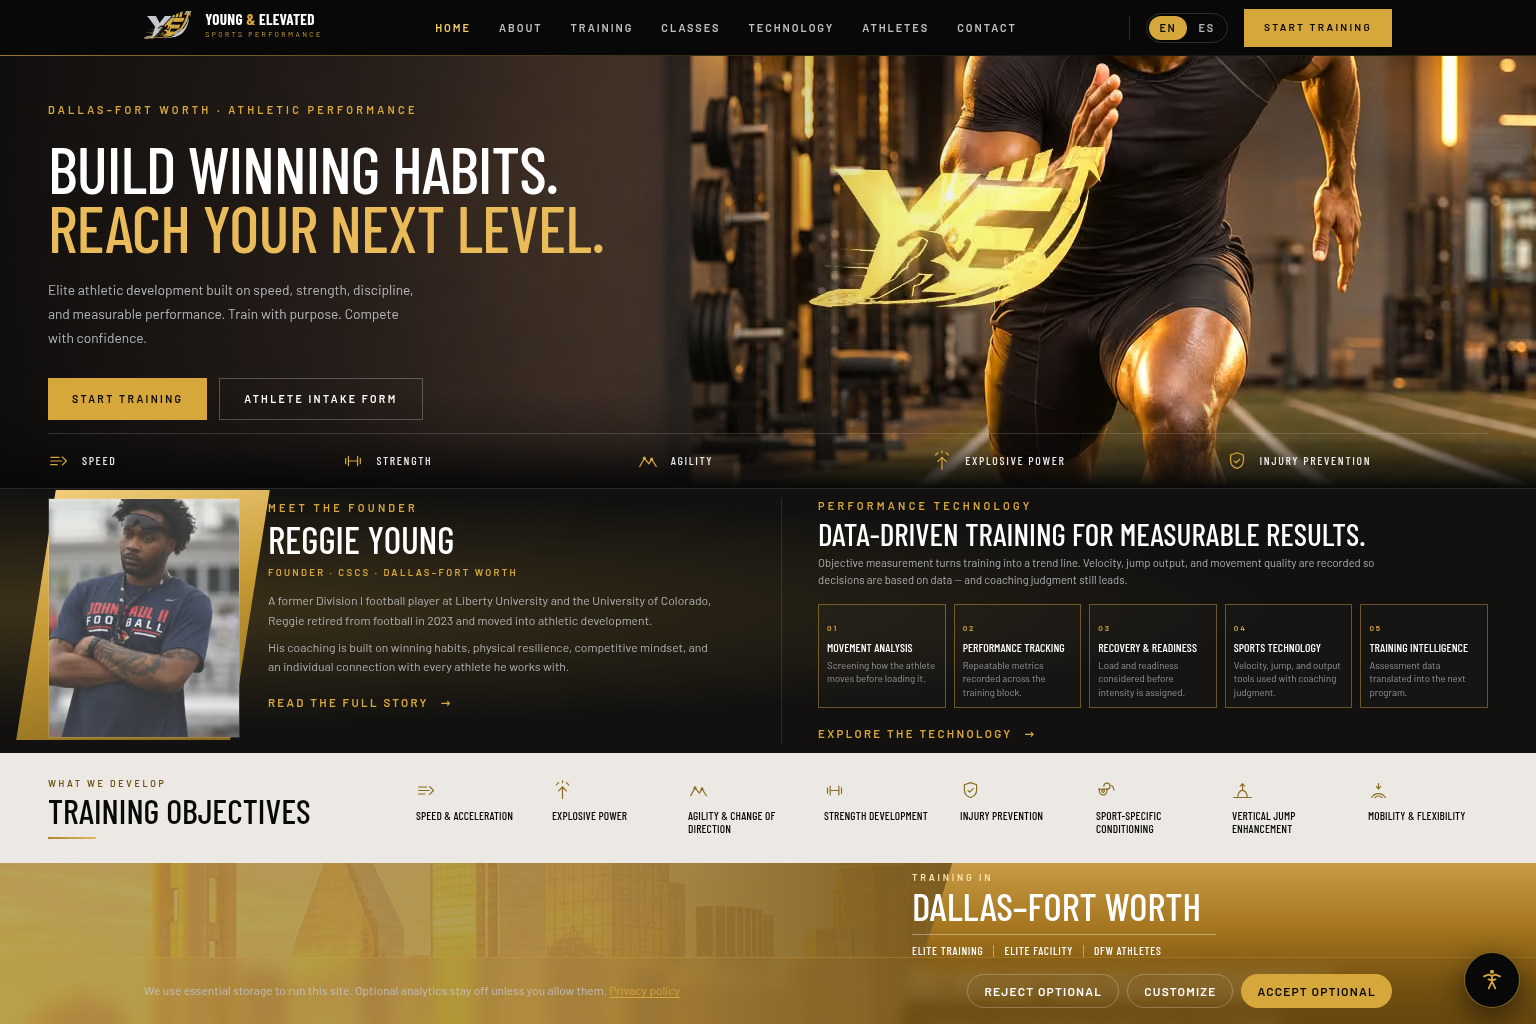 YE
YOUNG & ELEVATED
SPORTS PERFORMANCE
HOME
ABOUT
TRAINING
CLASSES
TECHNOLOGY
ATHLETES
CONTACT
EN
ES
START TRAINING
DALLAS–FORT WORTH · ATHLETIC PERFORMANCE
BUILD WINNING HABITS.
REACH YOUR NEXT LEVEL.
Elite athletic development built on speed, strength, discipline,
and measurable performance. Train with purpose. Compete
with confidence.
START TRAINING
ATHLETE INTAKE FORM
YE
SPEED
STRENGTH
AGILITY
EXPLOSIVE POWER
INJURY PREVENTION
JOHN PAUL II
FOOTBALL
MEET THE FOUNDER
REGGIE YOUNG
FOUNDER · CSCS · DALLAS–FORT WORTH
A former Division I football player at Liberty University and the University of Colorado,
Reggie retired from football in 2023 and moved into athletic development.
His coaching is built on winning habits, physical resilience, competitive mindset, and
an individual connection with every athlete he works with.
READ THE FULL STORY →
PERFORMANCE TECHNOLOGY
DATA-DRIVEN TRAINING FOR MEASURABLE RESULTS.
Objective measurement turns training into a trend line. Velocity, jump output, and movement quality are recorded so
decisions are based on data — and coaching judgment still leads.
01
MOVEMENT ANALYSIS
Screening how the athlete
moves before loading it.
02
PERFORMANCE TRACKING
Repeatable metrics
recorded across the
training block.
03
RECOVERY & READINESS
Load and readiness
considered before
intensity is assigned.
04
SPORTS TECHNOLOGY
Velocity, jump, and output
tools used with coaching
judgment.
05
TRAINING INTELLIGENCE
Assessment data
translated into the next
program.
EXPLORE THE TECHNOLOGY →
WHAT WE DEVELOP
TRAINING OBJECTIVES
SPEED & ACCELERATION
EXPLOSIVE POWER
AGILITY & CHANGE OF
DIRECTION
STRENGTH DEVELOPMENT
INJURY PREVENTION
SPORT-SPECIFIC
CONDITIONING
VERTICAL JUMP
ENHANCEMENT
MOBILITY & FLEXIBILITY
TRAINING IN
DALLAS–FORT WORTH
ELITE TRAINING
ELITE FACILITY
DFW ATHLETES
We use essential storage to run this site. Optional analytics stay off unless you allow them. Privacy policy
REJECT OPTIONAL
CUSTOMIZE
ACCEPT OPTIONAL